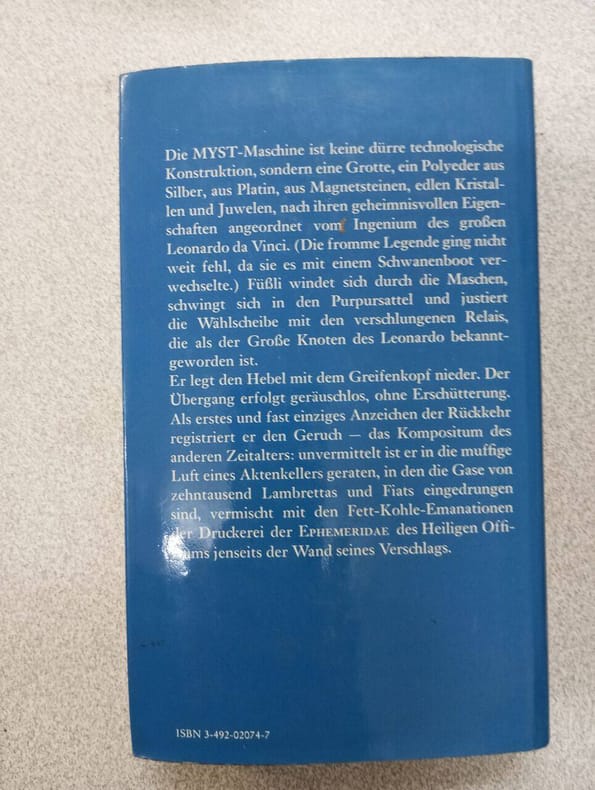 Die MYST-Maschine ist keine dürre technologische
Konstruktion, sondern eine Grotte, ein Polyeder aus
Silber, aus Platin, aus Magnetsteinen, edlen Kristal-
len und Juwelen, nach ihren geheimnisvollen Eigen-
schaften angeordnet vom Ingenium des großen
Leonardo da Vinci. (Die fromme Legende ging nicht
weit fehl, da sie es mit einem Schwanenboot ver-
wechselte.) Füßli windet sich durch die Maschen,
schwingt sich in den Purpursattel und justiert
die Wählscheibe mit den verschlungenen Relais,
die als der Große Knoten des Leonardo bekannt-
geworden ist.
Er legt den Hebel mit dem Greifenkopf nieder. Der
Übergang erfolgt geräuschlos, ohne Erschütterung.
Als erstes und fast einziges Anzeichen der Rückkehr
registriert er den Geruch — das Kompositum des
anderen Zeitalters: unvermittelt ist er in die muffige
Luft eines Aktenkellers geraten, in den die Gase von
zehntausend Lambrettas und Fiats eingedrungen
sind, vermischt mit den Fett-Kohle-Emanationen
der Druckerei der EPHEMERIDAE des Heiligen Offi-
ums jenseits der Wand seines Verschlags.
ISBN 3-492-02074-7